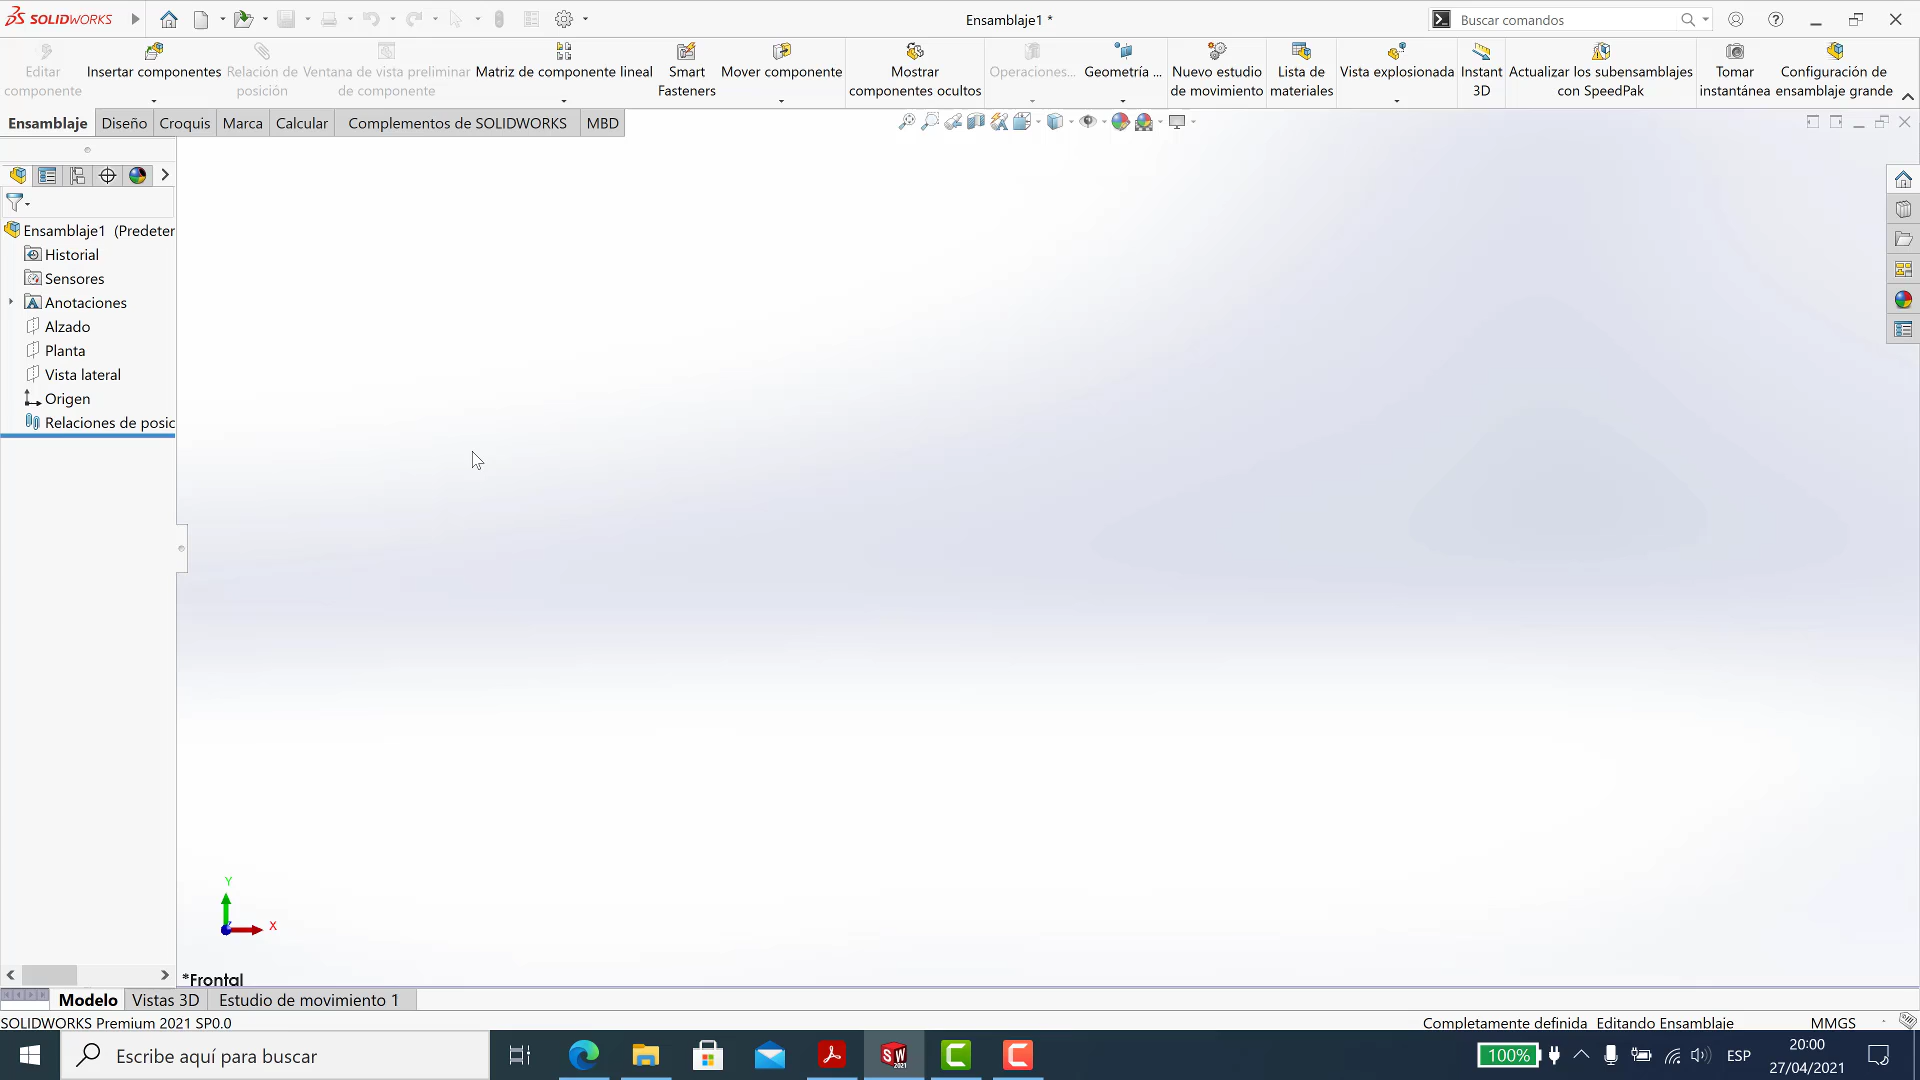 SOLIDWORKS
Ensamblaje1 *
Buscar comandos
Editar
componente
Insertar componentes
Relación de
posición
Ventana de vista preliminar
de componente
Matriz de componente lineal
Smart
Fasteners
Mover componente
Mostrar
componentes ocultos
Operaciones...
Geometría ...
Nuevo estudio
de movimiento
Lista de
materiales
Vista explosionada
Instant
3D
Actualizar los subensamblajes
con SpeedPak
Tomar
instantánea
Configuración de
ensamblaje grande
Ensamblaje
Diseño
Croquis
Marca
Calcular
Complementos de SOLIDWORKS
MBD
Ensamblaje1 (Predeter
Historial
Sensores
Anotaciones
Alzado
Planta
Vista lateral
Origen
Relaciones de posic
Y
X
*Frontal
Modelo
Vistas 3D
Estudio de movimiento 1
SOLIDWORKS Premium 2021 SP0.0
Completamente definida
Editando Ensamblaje
MMGS
Escribe aquí para buscar
SW
2021
100%
ESP
20:00
27/04/2021